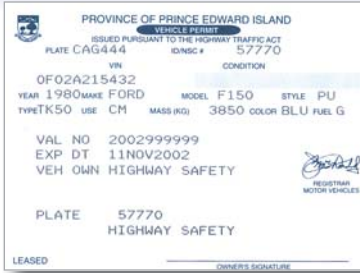 PROVINCE OF PRINCE EDWARD ISLAND
VEHICLE PERMIT
ISSUED PURSUANT TO THE HIGHWAY TRAFFIC ACT
PLATE CAG444 ID/NSC # 57770
VIN CONDITION
0F02A215432
YEAR 1980 MAKE FORD MODEL F150 STYLE PU
TYPE TK50 USE CM MASS (KG) 3850 COLOR BLU FUEL G
VAL NO 2002999999
EXP DT 11NOV2002
VEH OWN HIGHWAY SAFETY
REGISTRAR
MOTOR VEHICLES
PLATE 57770
HIGHWAY SAFETY
LEASED
OWNER'S SIGNATURE